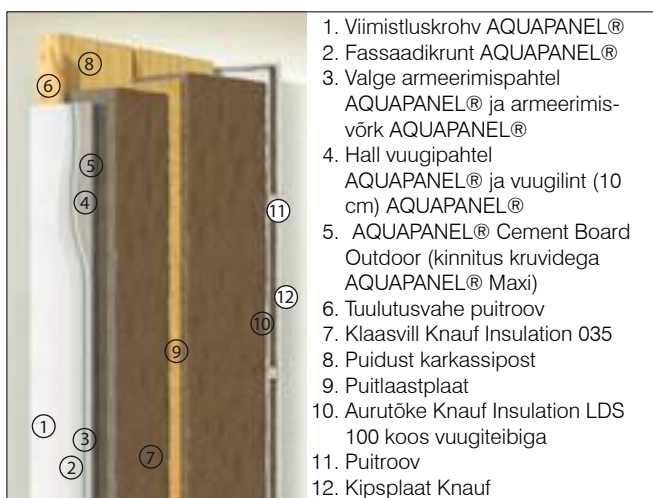 1. Viimistluskrohv AQUAPANEL®
2. Fassaadikrunt AQUAPANEL®
3. Valge armeerimispahtel
AQUAPANEL® ja armeerimis-
võrk AQUAPANEL®
4. Hall vuugipahtel
AQUAPANEL® ja vuugilint (10
cm) AQUAPANEL®
5. AQUAPANEL® Cement Board
Outdoor (kinnitus kruvidega
AQUAPANEL® Maxi)
6. Tuulutusvahe puitroov
7. Klaasvill Knauf Insulation 035
8. Puidust karkassipost
9. Puitlaastplaat
10. Aurutõke Knauf Insulation LDS
100 koos vuugiteibiga
11. Puitroov
12. Kipsplaat Knauf
8
6
5
4
11
12
10
9
1
3
7
2